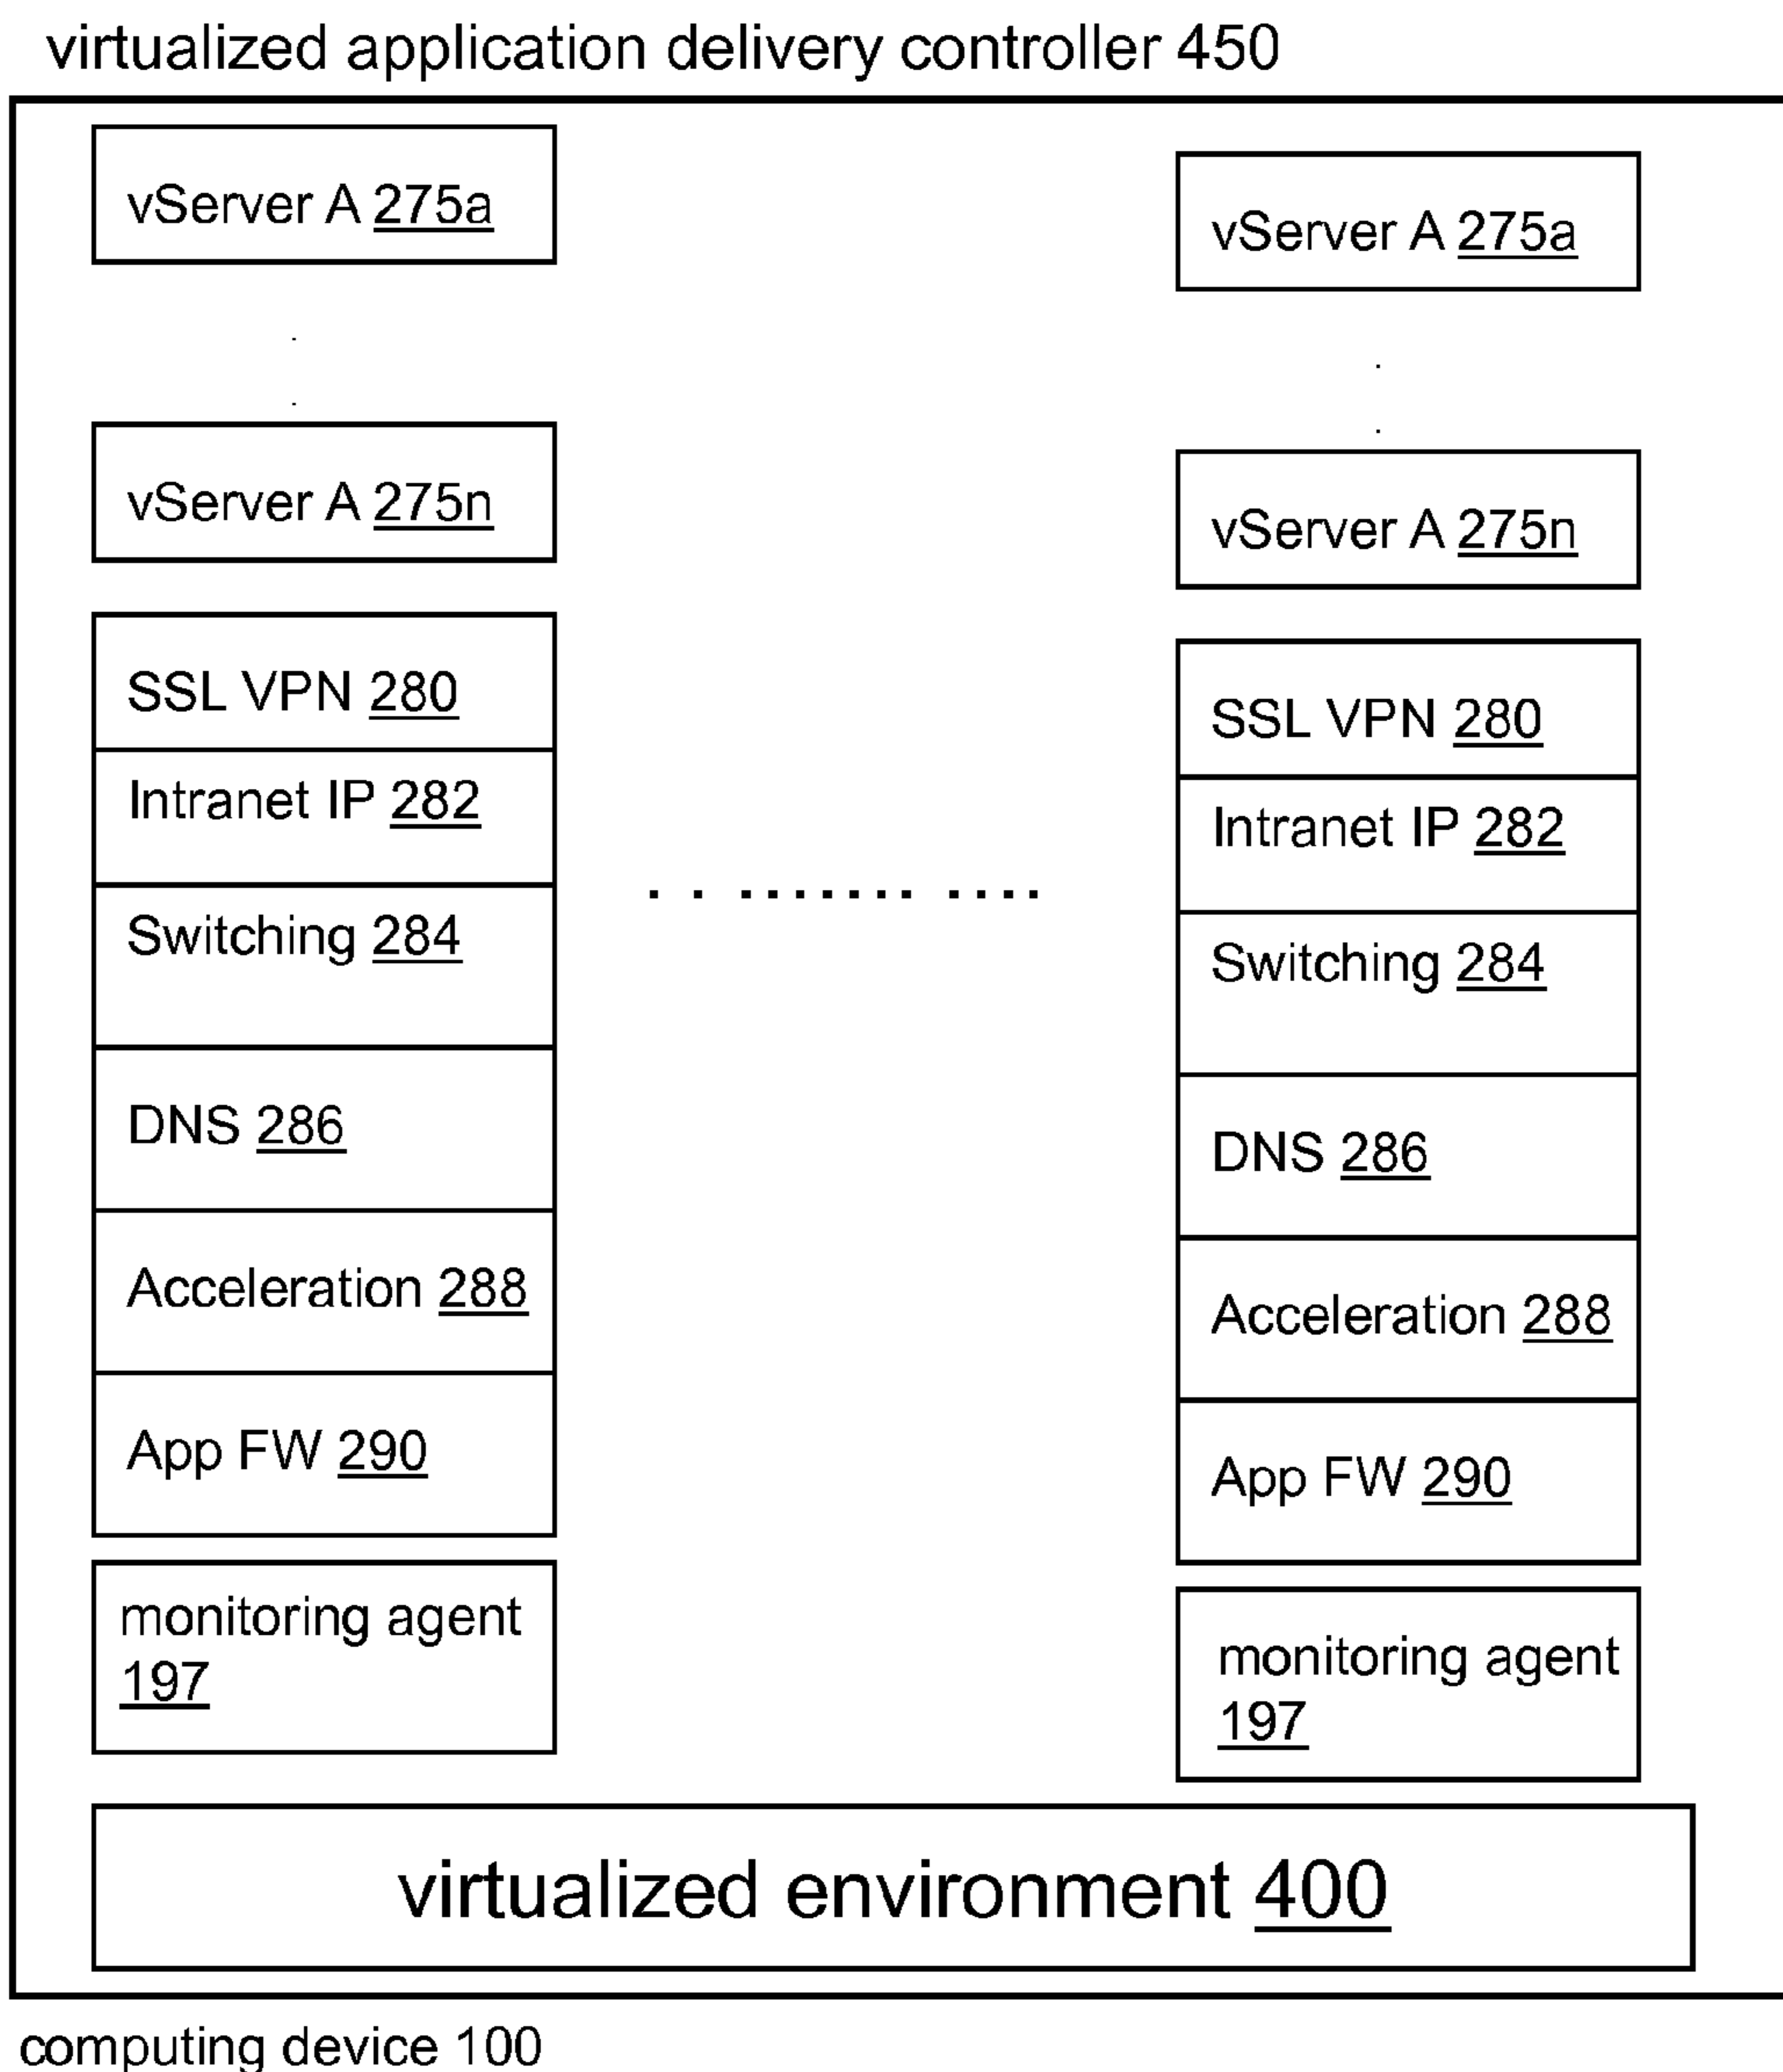 virtualized application delivery controller 450
vServer A 275a
vServer A 275n
SSL VPN 280
Intranet IP 282
Switching 284
DNS 286
Acceleration 288
App FW 290
monitoring agent
197
vServer A 275a
vServer A 275n
SSL VPN 280
Intranet IP 282
Switching 284
DNS 286
Acceleration 288
App FW 290
monitoring agent
197
virtualized environment 400
computing device 100